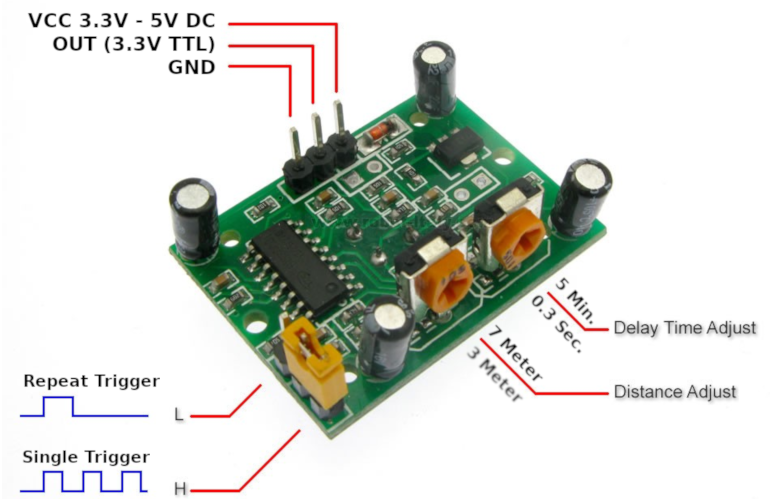 VCC 3.3V - 5V DC
OUT (3.3V TTL)
GND
5 Min.
0.3 Sec.
Delay Time Adjust
7 Meter
3 Meter
Distance Adjust
Repeat Trigger
L
Single Trigger
H